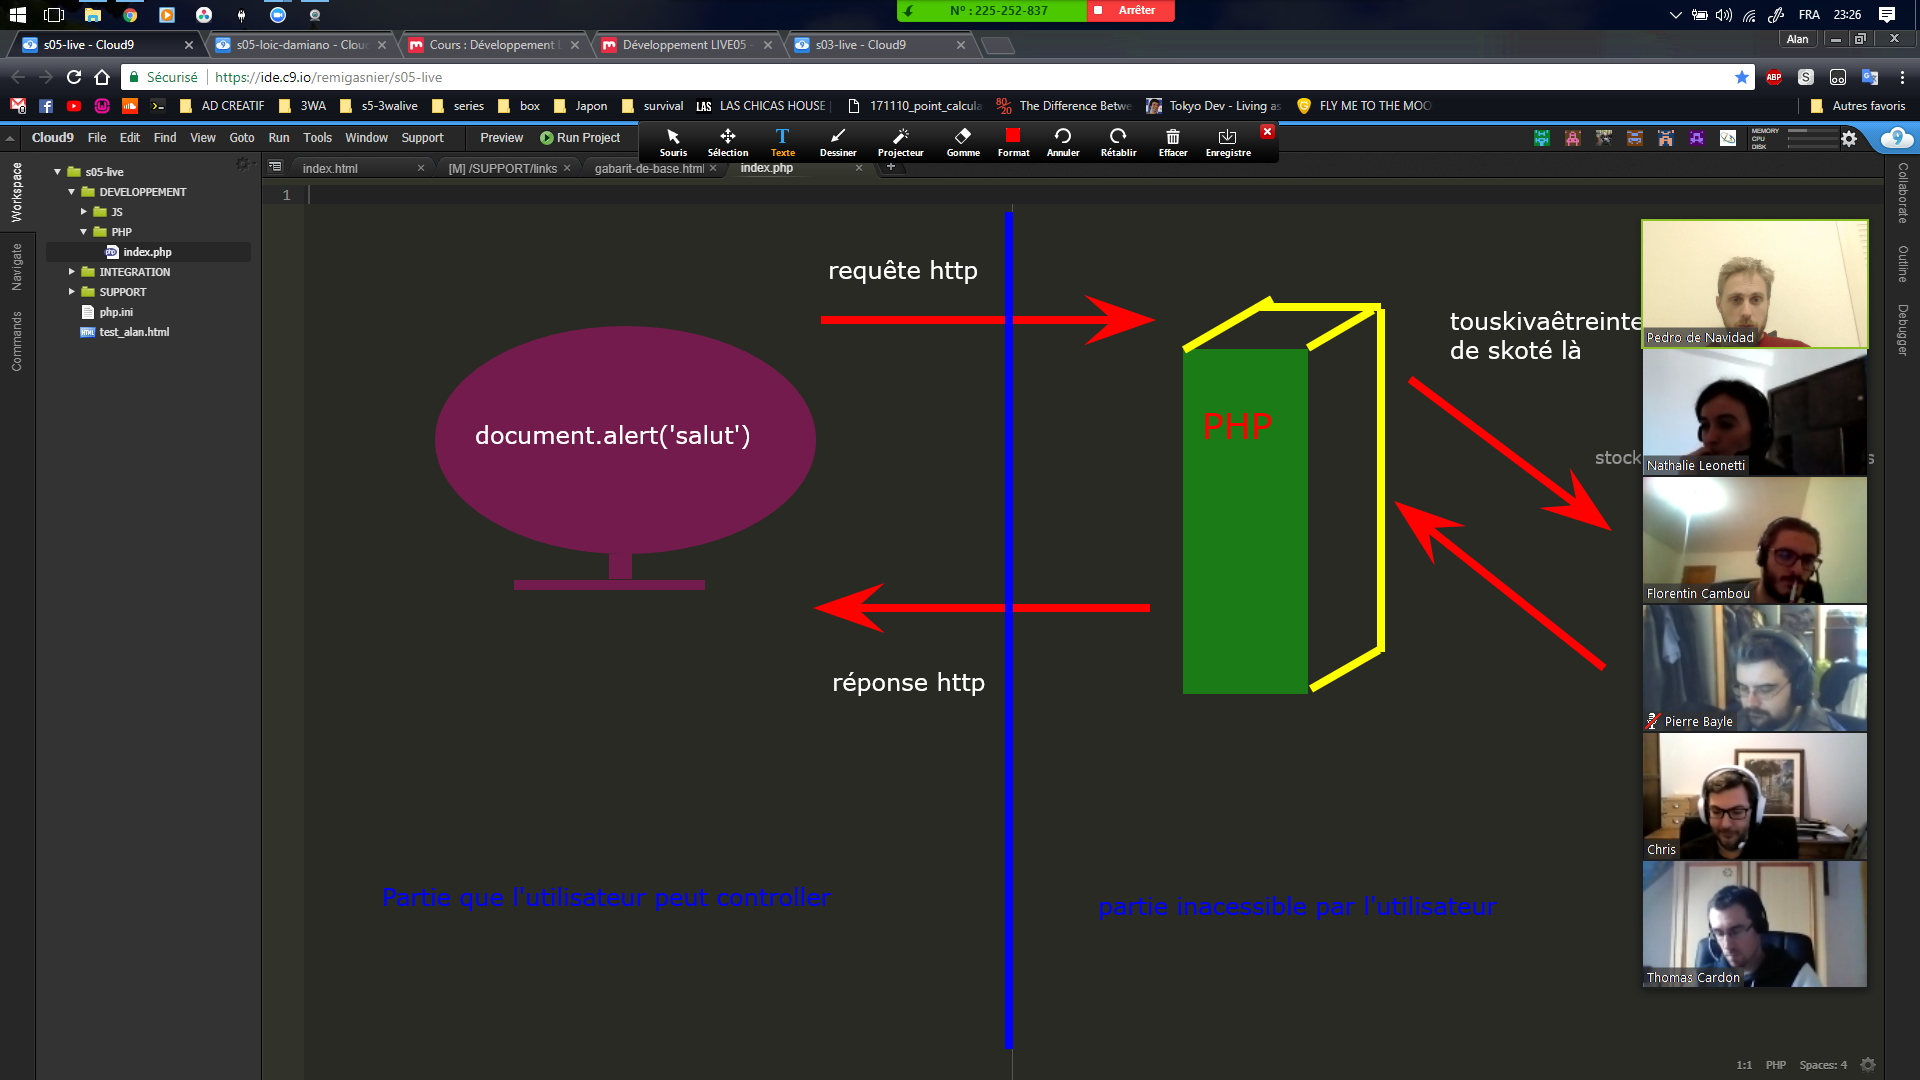 N° : 225-252-837
Arrêter
FRA
23:26
s05-live - Cloud9
s05-loic-damiano - Clou
Cours : Développement
Développement LIVE05 -
s03-live - Cloud9
Alan
Sécurisé
https://ide.c9.io/remigasnier/s05-live
ABP
AD CREATIF
3WA
s5-3walive
series
box
Japon
survival
LAS
LAS CHICAS HOUSE
171110_point_calcula
80/20
The Difference Betwe
Tokyo Dev - Living as
FLY ME TO THE MOO
Autres favoris
Cloud9
File
Edit
Find
View
Goto
Run
Tools
Window
Support
Preview
Run Project
Souris
Sélection
Texte
Dessiner
Projecteur
Gomme
Format
Annuler
Rétablir
Effacer
Enregistre
MEMORY
CPU
DISK
index.html
[M] /SUPPORT/links
gabarit-de-base.html
index.php
Workspace
Navigate
Commands
s05-live
DEVELOPPEMENT
JS
PHP
index.php
INTEGRATION
SUPPORT
php.ini
test_alan.html
1
requête http
document.alert('salut')
réponse http
PHP
touskivaêtreinte
de skoté là
stock
s
Partie que l'utilisateur peut controller
partie inacessible par l'utilisateur
Pedro de Navidad
Nathalie Leonetti
Florentin Cambou
Pierre Bayle
Chris
Thomas Cardon
Collaborate
Outline
Debugger
1:1
PHP
Spaces: 4